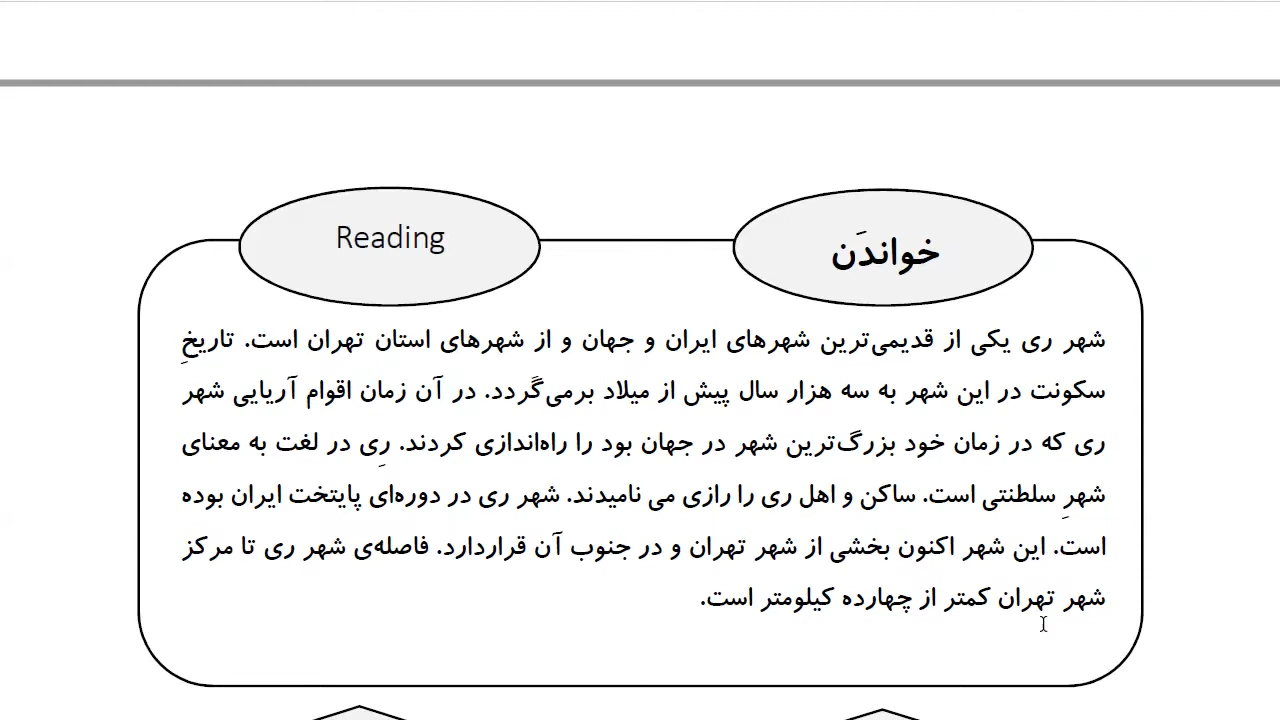 Reading
خواندَن
شهر ری یکی از قدیمی‌ترین شهرهای ایران و جهان و از شهرهای استان تهران است. تاریخِ
سکونت در این شهر به سه هزار سال پیش از میلاد برمی‌گَردد. در آن زمان اقوام آریایی شهر
ری که در زمان خود بزرگ‌ترین شهر در جهان بود را راه‌اندازی کردند. رِی در لغت به معنای
شهرِ سلطنتی است. ساکن و اهل ری را رازی می نامیدند. شهر ری در دوره‌ای پایتخت ایران بوده
است. این شهر اکنون بخشی از شهر تهران و در جنوب آن قراردارد. فاصله‌ی شهر ری تا مرکز
شهر تهران کمتر از چهارده کیلومتر است.